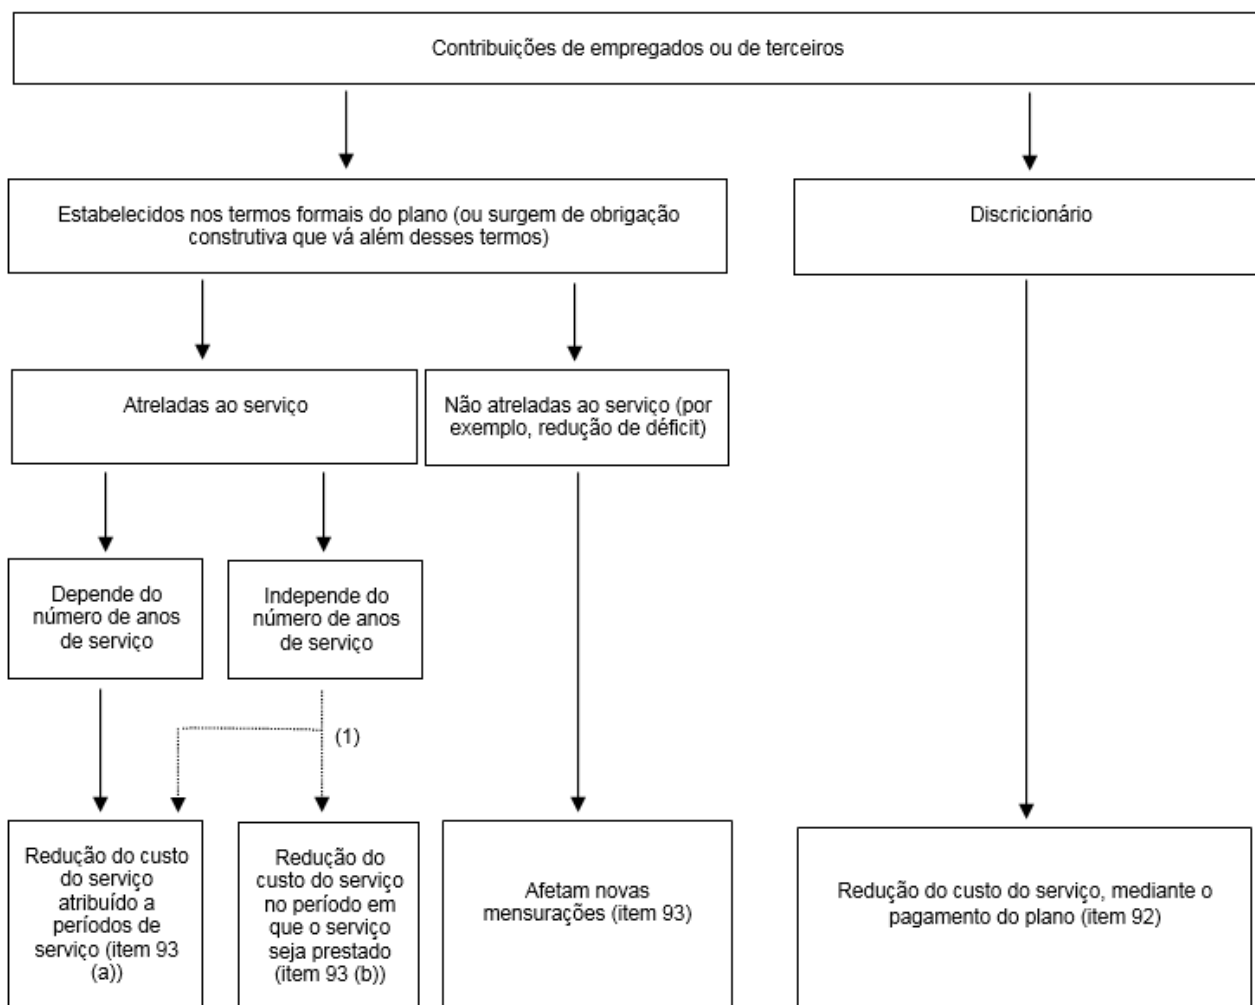 Contribuições de empregados ou de terceiros
Estabelecidos nos termos formais do plano (ou surgem de obrigação
construtiva que vá além desses termos)
Discricionário
Atreladas ao serviço
Não atreladas ao serviço (por
exemplo, redução de déficit)
Depende do
número de anos
de serviço
Independe do
número de anos
de serviço
(1)
Redução do custo
do serviço
atribuído a
períodos de
serviço (item 93
(a))
Redução do
custo do serviço
no período em
que o serviço
seja prestado
(item 93 (b))
Afetam novas
mensurações (item 93)
Redução do custo do serviço, mediante o
pagamento do plano (item 92)